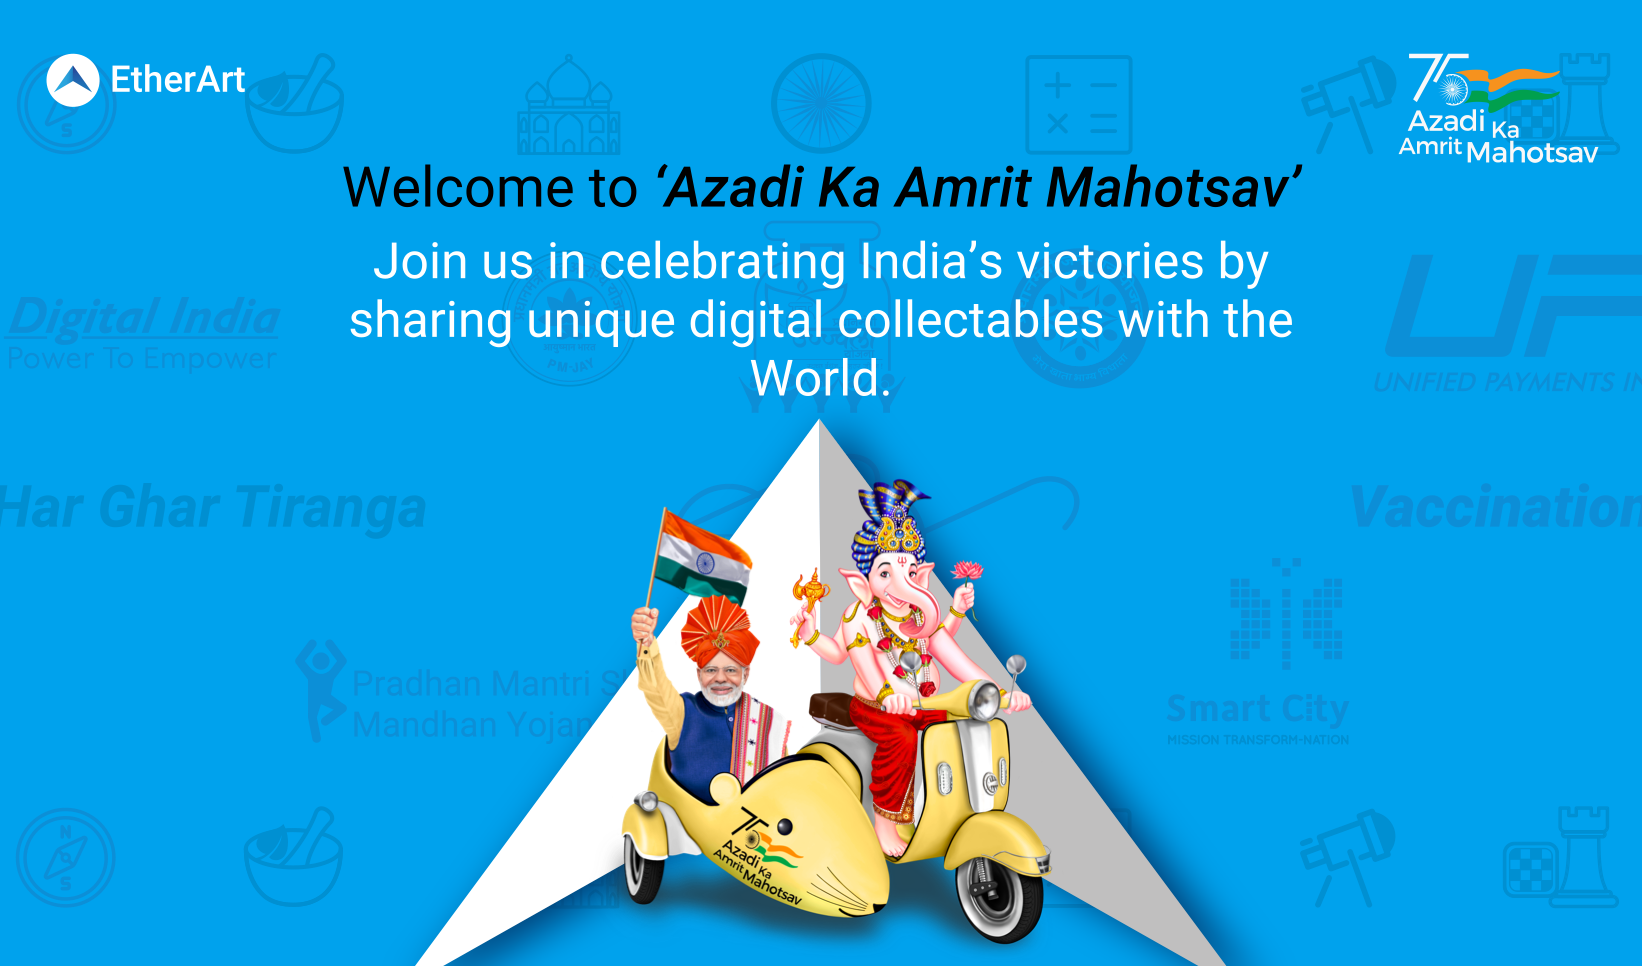 EtherArt
75
Azadi Ka
Amrit Mahotsav
Welcome to ‘Azadi Ka Amrit Mahotsav’
Join us in celebrating India’s victories by
sharing unique digital collectables with the
World.
Digital India
Power To Empower
PM-JAY
UNIFIED PAYMENTS
Har Ghar Tiranga
Vaccination
Pradhan Mantri
Mandhan
Smart City
MISSION TRANSFORM-NATION
75
Azadi Ka
Amrit Mahotsav
S
N
S